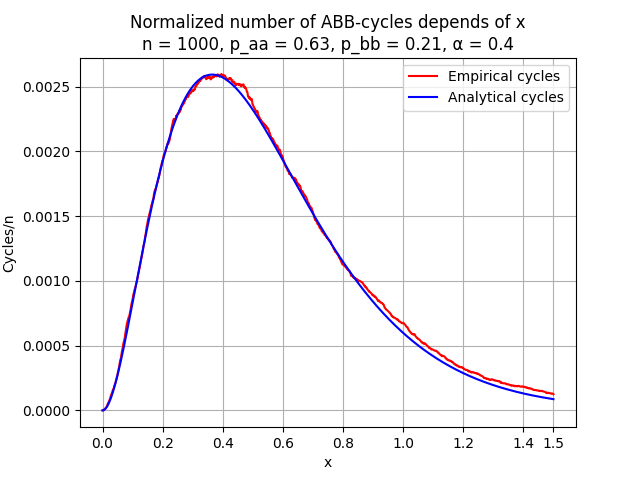 Normalized number of ABB-cycles depends of x
n = 1000, p_aa = 0.63, p_bb = 0.21, α = 0.4
Empirical cycles
Analytical cycles
Cycles/n
0.0025
0.0020
0.0015
0.0010
0.0005
0.0000
0.0 0.2 0.4 0.6 0.8 1.0 1.2 1.4 1.5
x